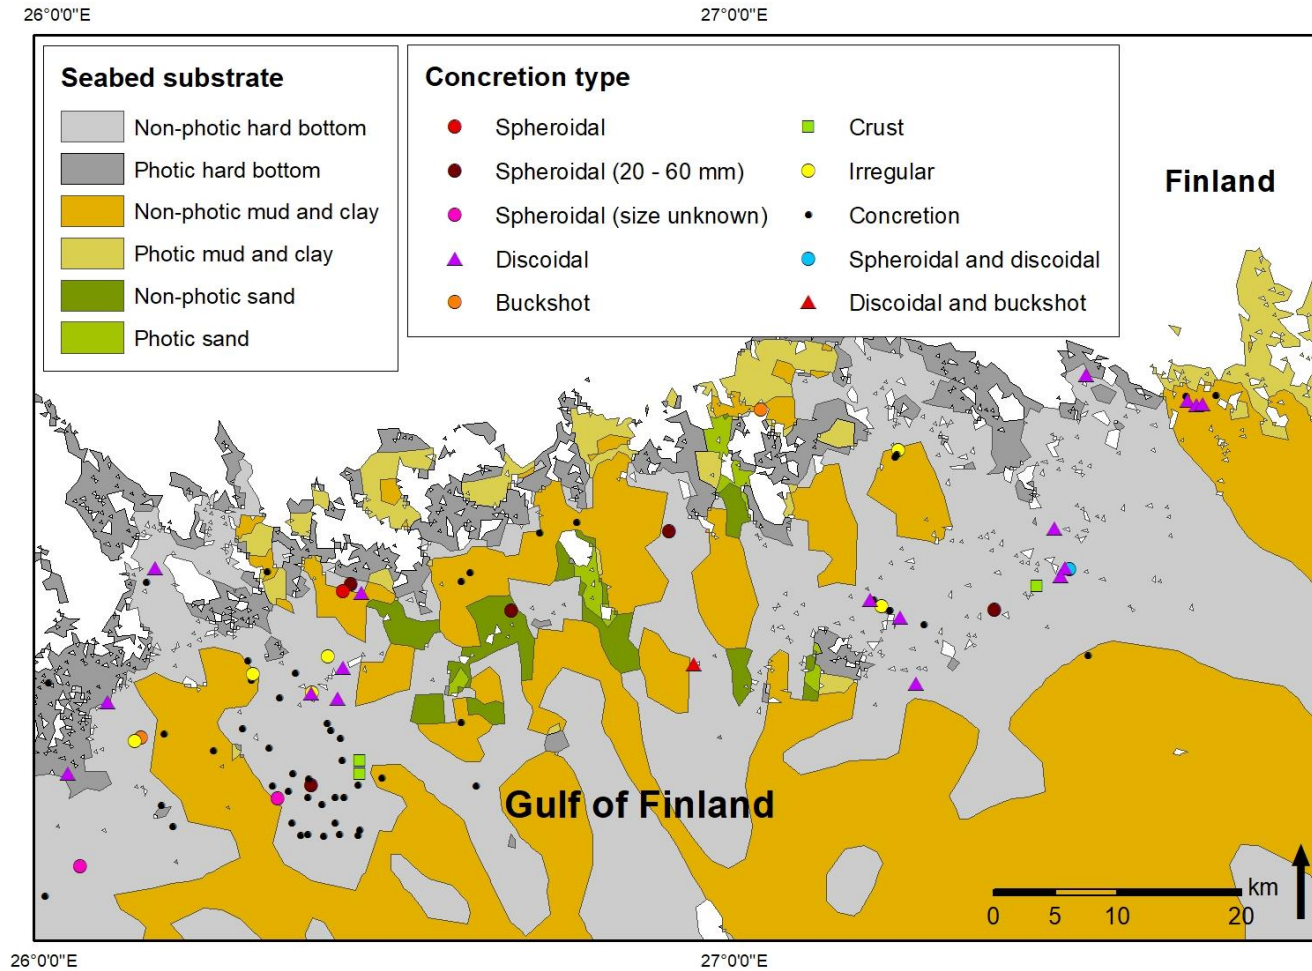 26°0'0"E 27°0'0"E
Seabed substrate
Non-photic hard bottom
Photic hard bottom
Non-photic mud and clay
Photic mud and clay
Non-photic sand
Photic sand
Concretion type
Spheroidal
Spheroidal (20 - 60 mm)
Spheroidal (size unknown)
Discoidal
Buckshot
Crust
Irregular
Concretion
Spheroidal and discoidal
Discoidal and buckshot
Finland
Gulf of Finland
km
0 5 10 20
26°0'0"E 27°0'0"E